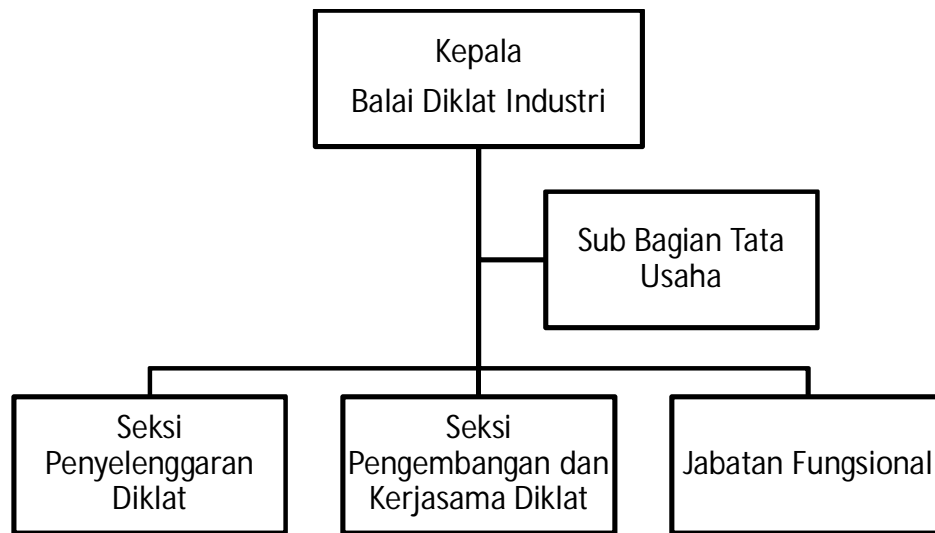 Kepala
Balai Diklat Industri
Sub Bagian Tata
Usaha
Seksi
Penyelenggaran
Diklat
Seksi
Pengembangan dan
Kerjasama Diklat
Jabatan Fungsional